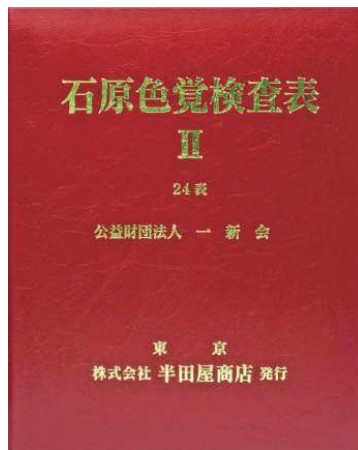 石原色覚検査表
II
24表
公益財団法人 一新会
東京
株式会社 半田屋商店 発行